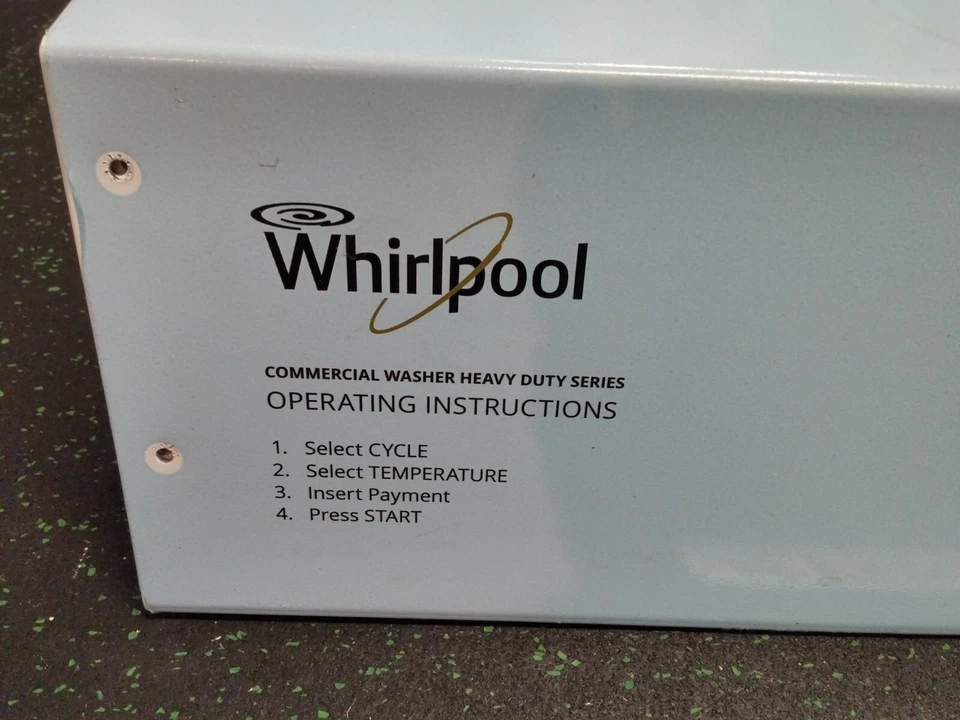 Whirlpool
COMMERCIAL WASHER HEAVY DUTY SERIES
OPERATING INSTRUCTIONS
1. Select CYCLE
2. Select TEMPERATURE
3. Insert Payment
4. Press START